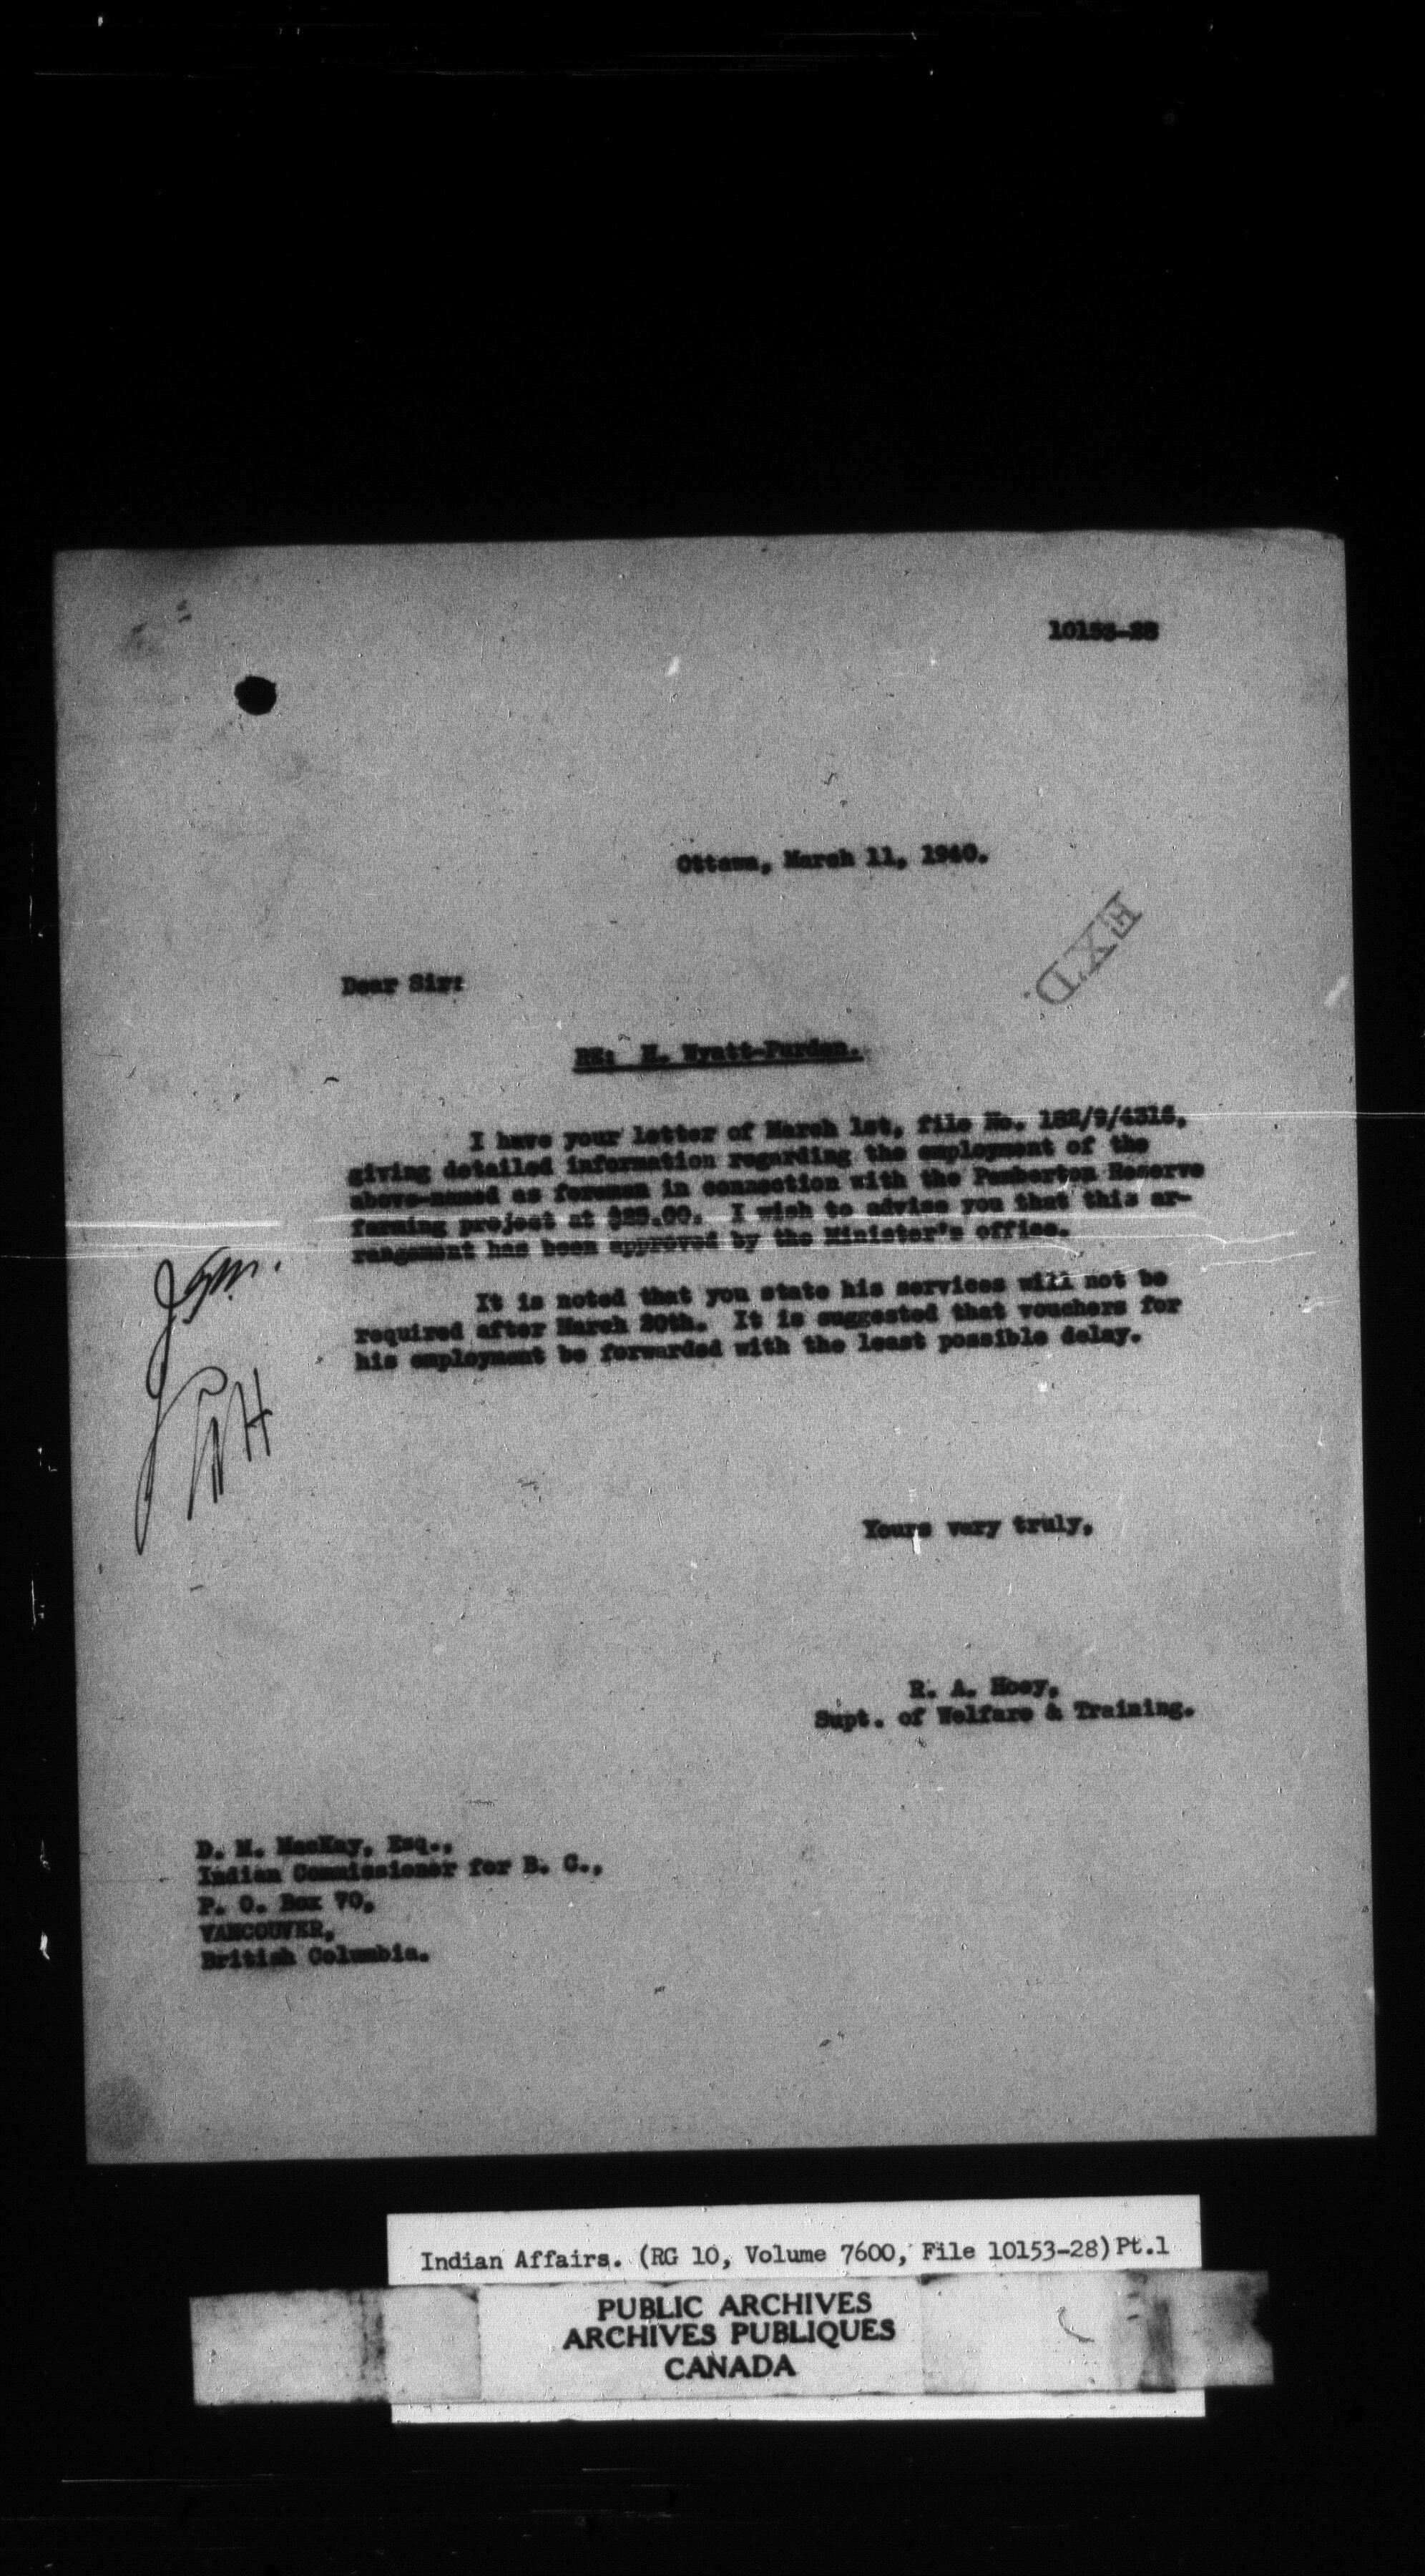 10153-28
Ottawa, March 11, 1940.
EXD.
Dear Sir:
RE: H. Wyatt-Purdon.
I have your letter of March 1st, file No. 182/9/4316,
giving detailed information regarding the employment of the
above-named as foreman in connection with the Pemberton Reserve
farming project at $25.00. I wish to advise you that this ar-
rangement has been approved by the Minister's office.
It is noted that you state his services will not be
required after March 20th. It is suggested that vouchers for
his employment be forwarded with the least possible delay.
Yours very truly,
R. A. Hoey,
Supt. of Welfare & Training.
D. M. MacKay, Esq.,
Indian Commissioner for B. C.,
P. O. Box 70,
VANCOUVER,
British Columbia.
Indian Affairs. (RG 10, Volume 7600, File 10153-28) Pt.1
PUBLIC ARCHIVES
ARCHIVES PUBLIQUES
CANADA